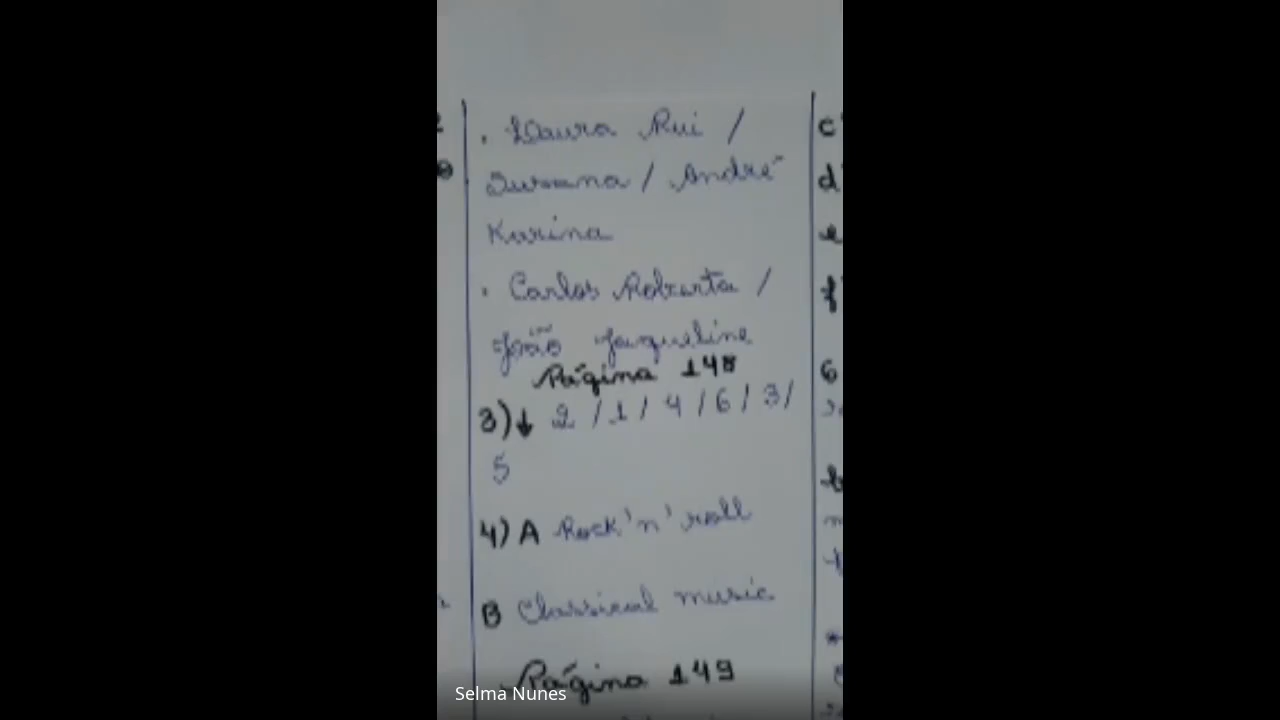 . Laura Rui /
Suzana / André
Karina
. Carlos Roberta /
João Jaqueline
Página 148
3)↓ 2 / 1 / 4 / 6 / 3 /
5
4) A Rock'n'roll
B Classical music
Página 149
c
d
e
f
6
*
Selma Nunes